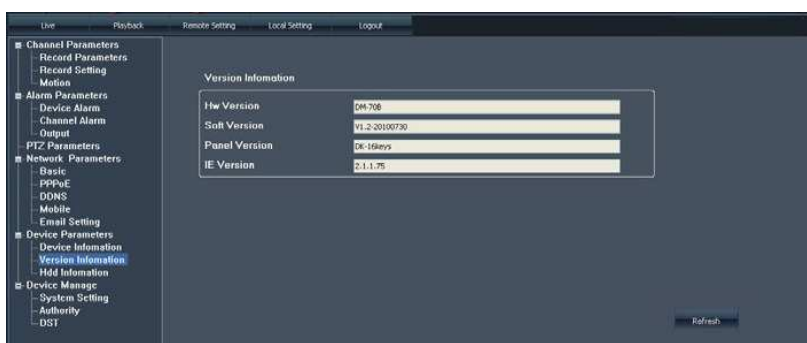 Live Playback Remote Setting Local Setting Logout
Channel Parameters
Record Parameters
Record Setting
Motion
Alarm Parameters
Device Alarm
Channel Alarm
Output
PTZ Parameters
Network Parameters
Basic
PPPoE
DDNS
Mobile
Email Setting
Device Parameters
Device Infomation
Version Infomation
Hdd Infomation
Device Manage
System Setting
Authority
DST
Version Infomation
Hw Version DM-70B
Soft Version V1.2-20100730
Panel Version DK-16keys
IE Version 2.1.1.75
Refresh